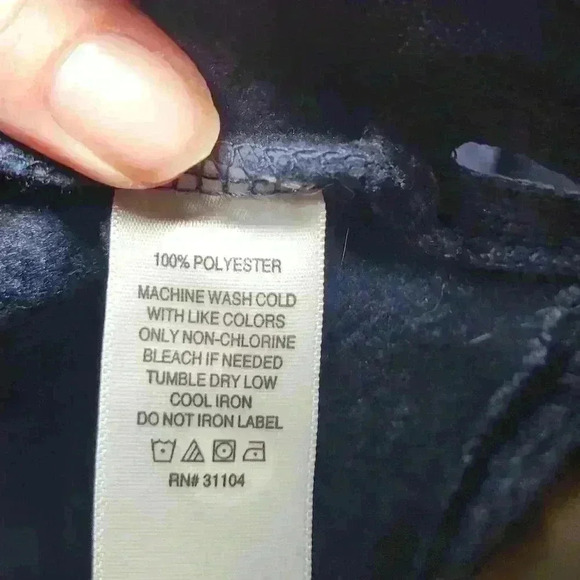 100% POLYESTER
MACHINE WASH COLD
WITH LIKE COLORS
ONLY NON-CHLORINE
BLEACH IF NEEDED
TUMBLE DRY LOW
COOL IRON
DO NOT IRON LABEL
RN# 31104